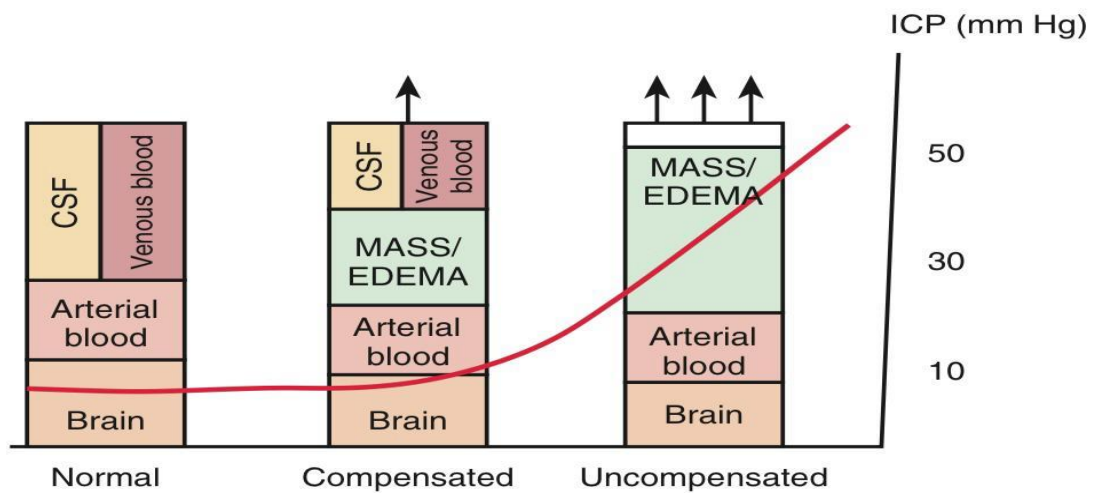 ICP (mm Hg)
CSF
Venous blood
Arterial
blood
Brain
Normal
CSF
Venous
blood
MASS/
EDEMA
Arterial
blood
Brain
Compensated
MASS/
EDEMA
Arterial
blood
Brain
Uncompensated
50
30
10